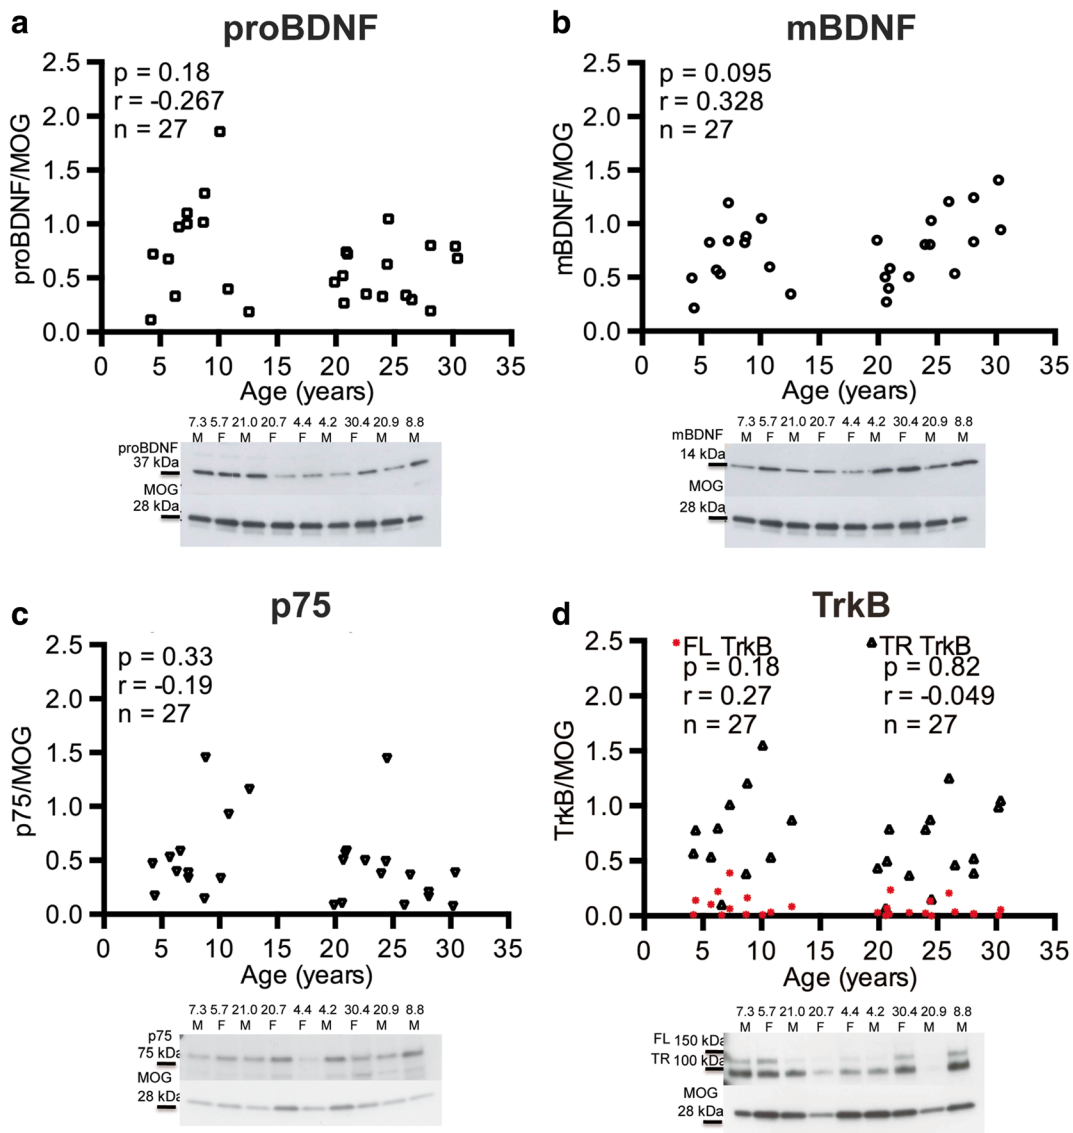 a
proBDNF
p = 0.18
r = -0.267
n = 27
proBDNF/MOG
2.5
2.0
1.5
1.0
0.5
0.0
0 5 10 15 20 25 30 35
Age (years)
7.3 5.7 21.0 20.7 4.4 4.2 30.4 20.9 8.8
M F M F F M F M M
proBDNF
37 kDa
MOG
28 kDa
b
mBDNF
p = 0.095
r = 0.328
n = 27
mBDNF/MOG
2.5
2.0
1.5
1.0
0.5
0.0
0 5 10 15 20 25 30 35
Age (years)
7.3 5.7 21.0 20.7 4.4 4.2 30.4 20.9 8.8
M F M F F M F M M
mBDNF
14 kDa
MOG
28 kDa
c
p75
p = 0.33
r = -0.19
n = 27
p75/MOG
2.5
2.0
1.5
1.0
0.5
0.0
0 5 10 15 20 25 30 35
Age (years)
7.3 5.7 21.0 20.7 4.4 4.2 30.4 20.9 8.8
M F M F F M F M M
p75
75 kDa
MOG
28 kDa
d
TrkB
FL TrkB
p = 0.18
r = 0.27
n = 27
TR TrkB
p = 0.82
r = -0.049
n = 27
TrkB/MOG
2.5
2.0
1.5
1.0
0.5
0.0
0 5 10 15 20 25 30 35
Age (years)
7.3 5.7 21.0 20.7 4.4 4.2 30.4 20.9 8.8
M F M F F M F M M
FL 150 kDa
TR 100 kDa
MOG
28 kDa